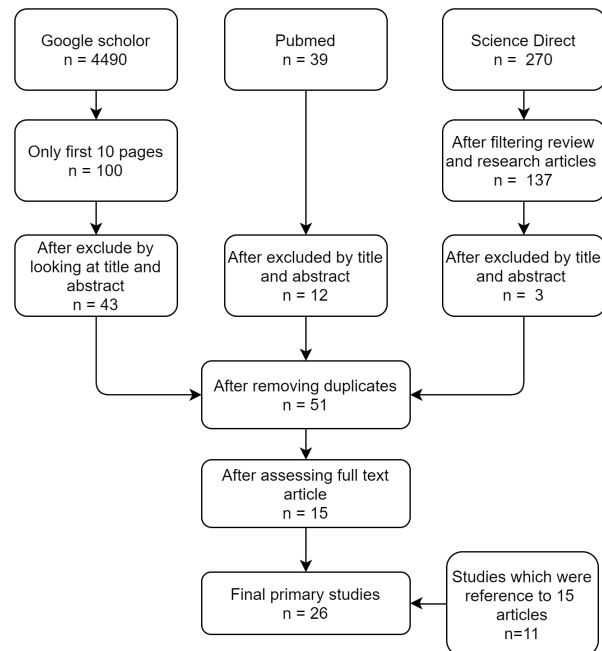 Google scholor
n = 4490
Pubmed
n = 39
Science Direct
n = 270
Only first 10 pages
n = 100
After filtering review
and research articles
n = 137
After exclude by
looking at title and
abstract
n = 43
After excluded by title
and abstract
n = 12
After excluded by title
and abstract
n = 3
After removing duplicates
n = 51
After assessing full text
article
n = 15
Final primary studies
n = 26
Studies which were
reference to 15
articles
n=11